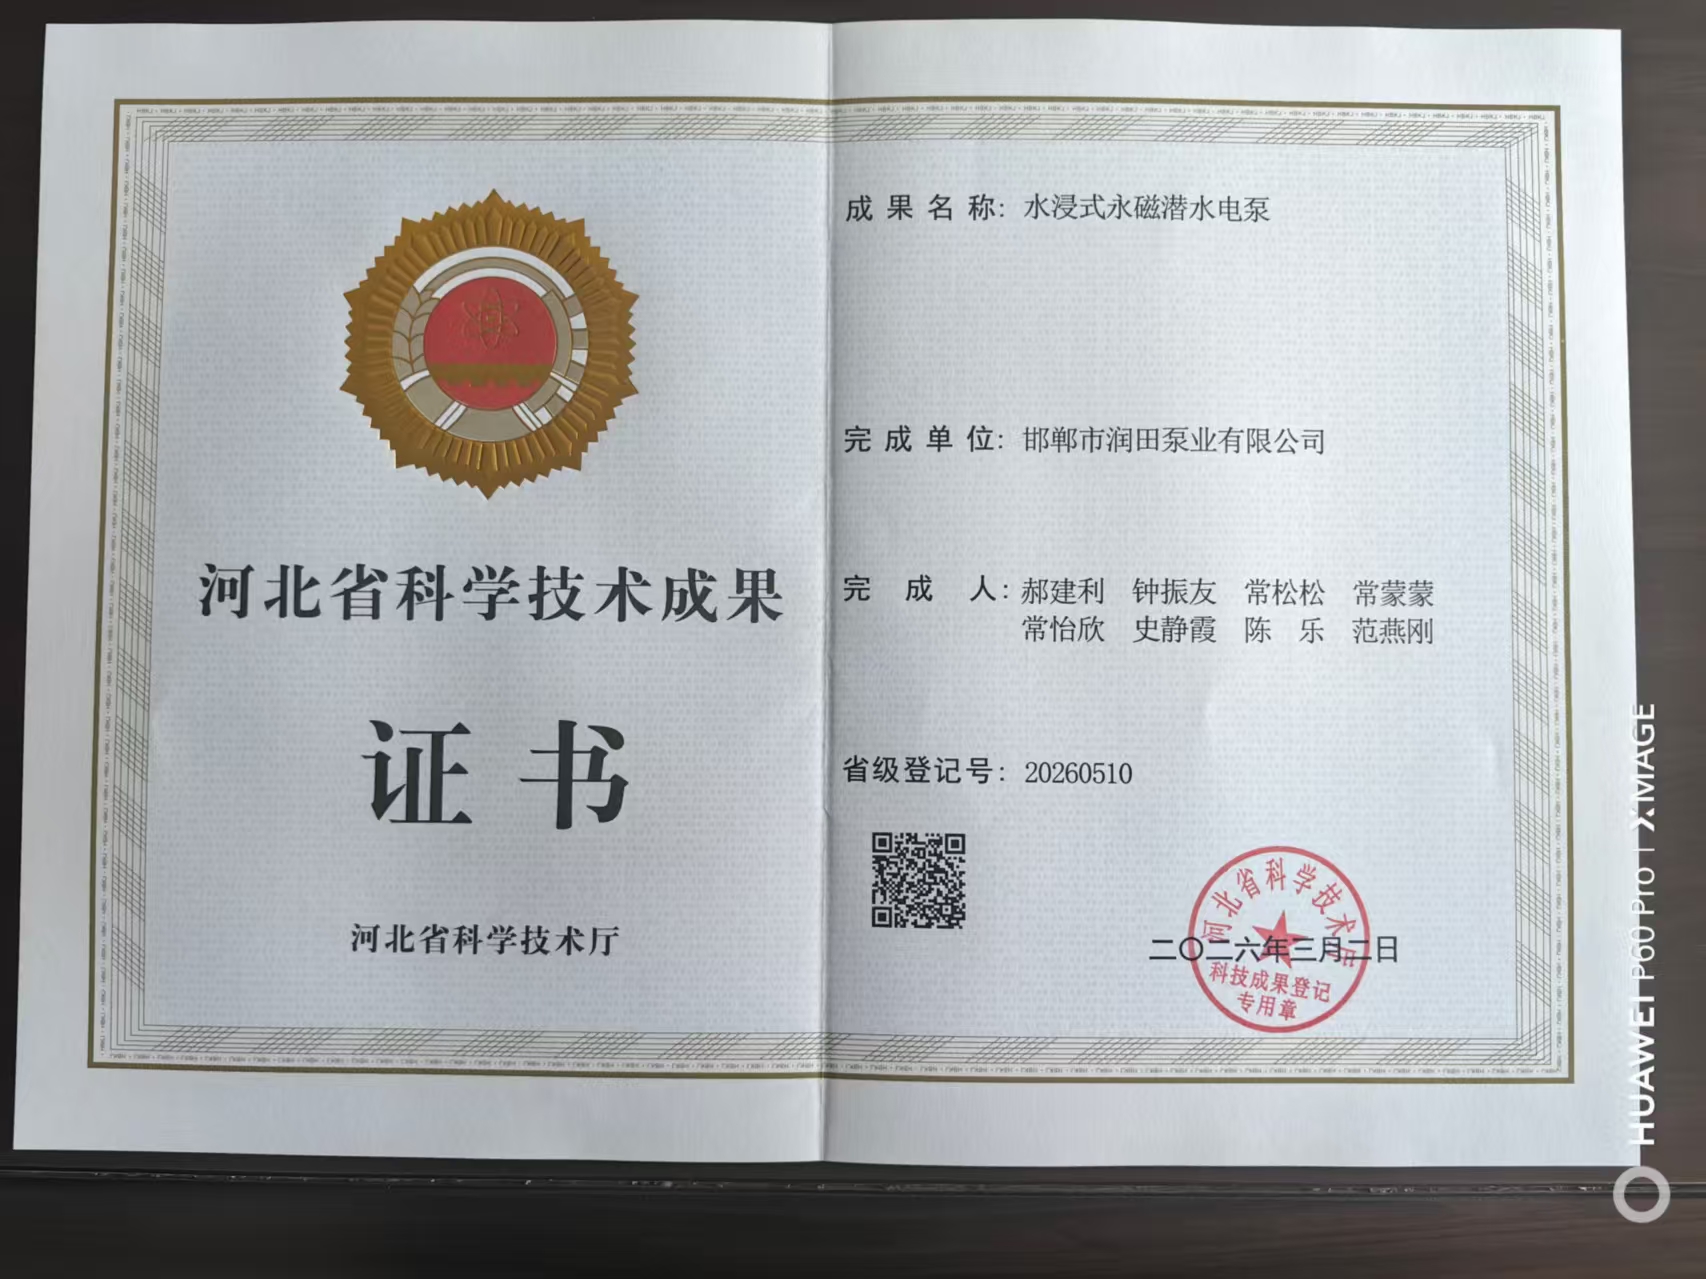 河北省科学技术成果
证书
河北省科学技术厅
成果名称：水浸式永磁潜水电泵
完成单位：邯郸市润田泵业有限公司
完成人：郝建利 钟振友 常松松 常蒙蒙
常怡欣 史静霞 陈乐 范燕刚
省级登记号：20260510
河北省科学技术厅
二〇二六年三月二日
科技成果登记
专用章
HUAWEI P60 Pro | XMAGE